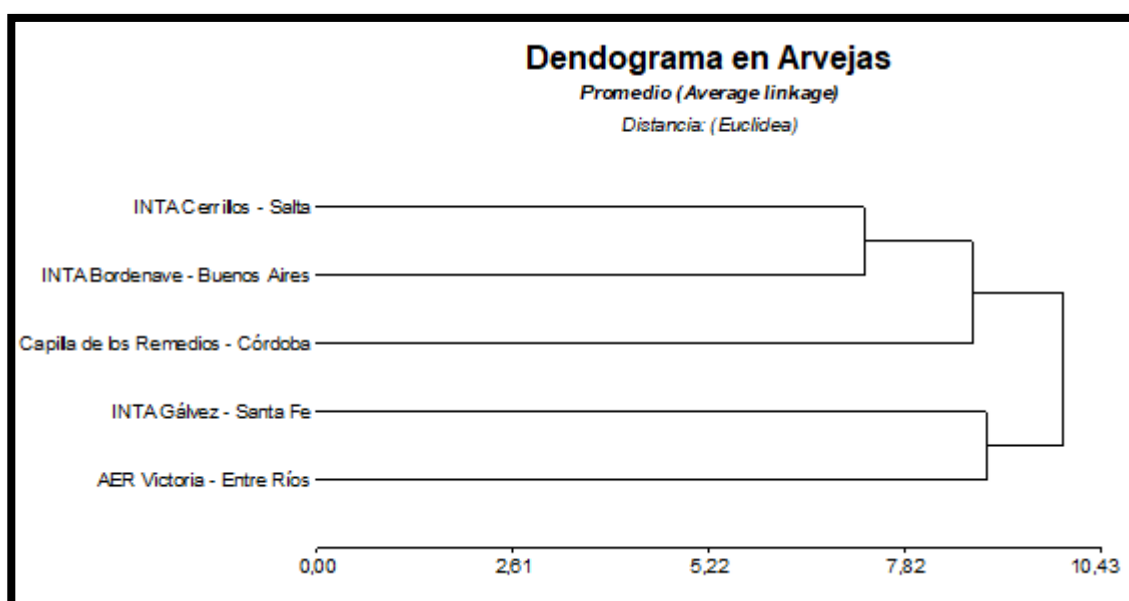 Dendograma en Arvejas
Promedio (Average linkage)
Distancia: (Euclidea)
INTA Cerrillos - Salta
INTA Bordenave - Buenos Aires
Capilla de los Remedios - Córdoba
INTA Gálvez - Santa Fe
AER Victoria - Entre Ríos
0,00 2,61 5,22 7,82 10,43